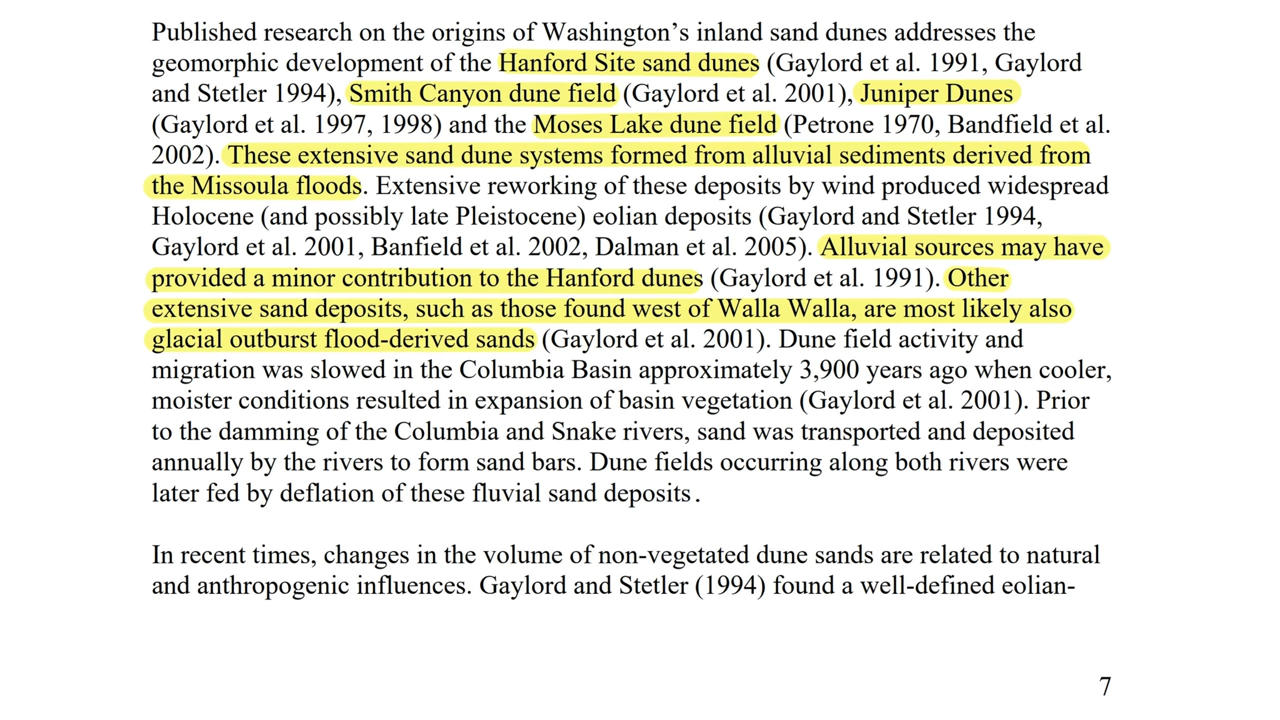 Published research on the origins of Washington’s inland sand dunes addresses the
geomorphic development of the Hanford Site sand dunes (Gaylord et al. 1991, Gaylord
and Stetler 1994), Smith Canyon dune field (Gaylord et al. 2001), Juniper Dunes
(Gaylord et al. 1997, 1998) and the Moses Lake dune field (Petrone 1970, Bandfield et al.
2002). These extensive sand dune systems formed from alluvial sediments derived from
the Missoula floods. Extensive reworking of these deposits by wind produced widespread
Holocene (and possibly late Pleistocene) eolian deposits (Gaylord and Stetler 1994,
Gaylord et al. 2001, Banfield et al. 2002, Dalman et al. 2005). Alluvial sources may have
provided a minor contribution to the Hanford dunes (Gaylord et al. 1991). Other
extensive sand deposits, such as those found west of Walla Walla, are most likely also
glacial outburst flood-derived sands (Gaylord et al. 2001). Dune field activity and
migration was slowed in the Columbia Basin approximately 3,900 years ago when cooler,
moister conditions resulted in expansion of basin vegetation (Gaylord et al. 2001). Prior
to the damming of the Columbia and Snake rivers, sand was transported and deposited
annually by the rivers to form sand bars. Dune fields occurring along both rivers were
later fed by deflation of these fluvial sand deposits.
In recent times, changes in the volume of non-vegetated dune sands are related to natural
and anthropogenic influences. Gaylord and Stetler (1994) found a well-defined eolian-
7